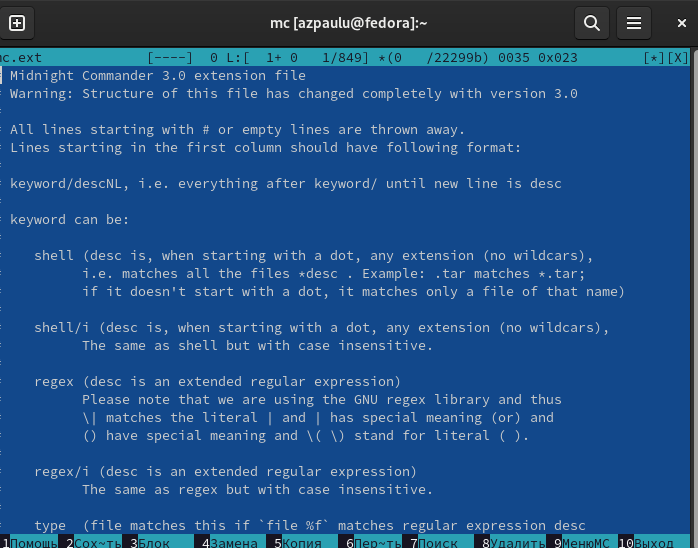 mc [azpaulu@fedora]:~
mc.ext [----] 0 L:[ 1+ 0 1/849] *(0 /22299b) 0035 0x023 [*][X]
# Midnight Commander 3.0 extension file
# Warning: Structure of this file has changed completely with version 3.0
#
# All lines starting with # or empty lines are thrown away.
# Lines starting in the first column should have following format:
#
# keyword/descNL, i.e. everything after keyword/ until new line is desc
#
# keyword can be:
#
# shell (desc is, when starting with a dot, any extension (no wildcars),
# i.e. matches all the files *desc . Example: .tar matches *.tar;
# if it doesn't start with a dot, it matches only a file of that name)
#
# shell/i (desc is, when starting with a dot, any extension (no wildcars),
# The same as shell but with case insensitive.
#
# regex (desc is an extended regular expression)
# Please note that we are using the GNU regex library and thus
# \| matches the literal | and | has special meaning (or) and
# () have special meaning and \( \) stand for literal ( ).
#
# regex/i (desc is an extended regular expression)
# The same as regex but with case insensitive.
#
# type (file matches this if `file %f` matches regular expression desc
1Помощь 2Сох~ть 3Блок 4Замена 5Копия 6Пер~ть 7Поиск 8Удалить 9МенюMC 10Выход